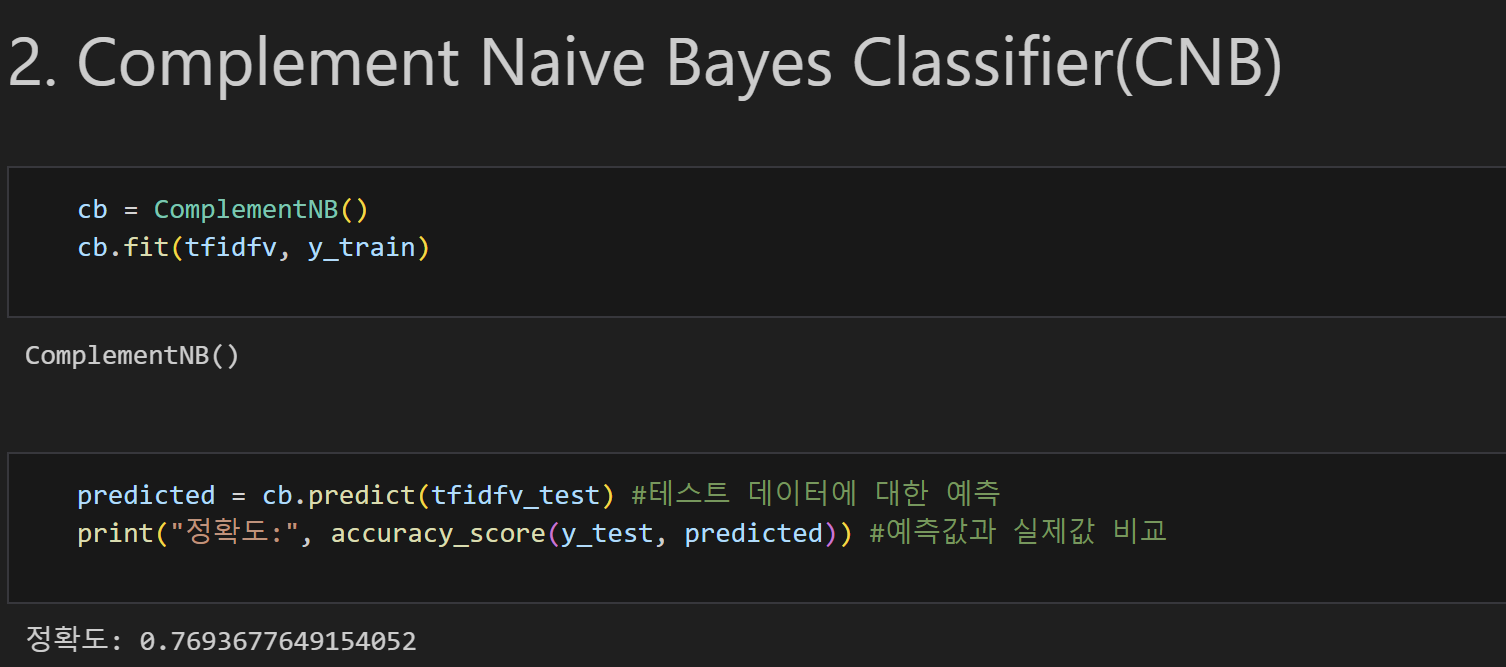 2. Complement Naive Bayes Classifier(CNB)
cb = ComplementNB()
cb.fit(tfidfv, y_train)
ComplementNB()
predicted = cb.predict(tfidfv_test) #테스트 데이터에 대한 예측
print("정확도:", accuracy_score(y_test, predicted)) #예측값과 실제값 비교
정확도: 0.7693677649154052